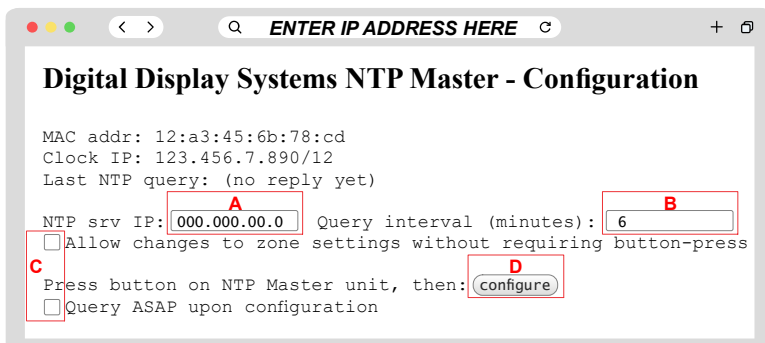 ENTER IP ADDRESS HERE
Digital Display Systems NTP Master - Configuration
MAC addr: 12:a3:45:6b:78:cd
Clock IP: 123.456.7.890/12
Last NTP query: (no reply yet)
A B
NTP srv IP: 000.000.00.0 Query interval (minutes): 6
Allow changes to zone settings without requiring button-press
C D
Press button on NTP Master unit, then: configure
Query ASAP upon configuration